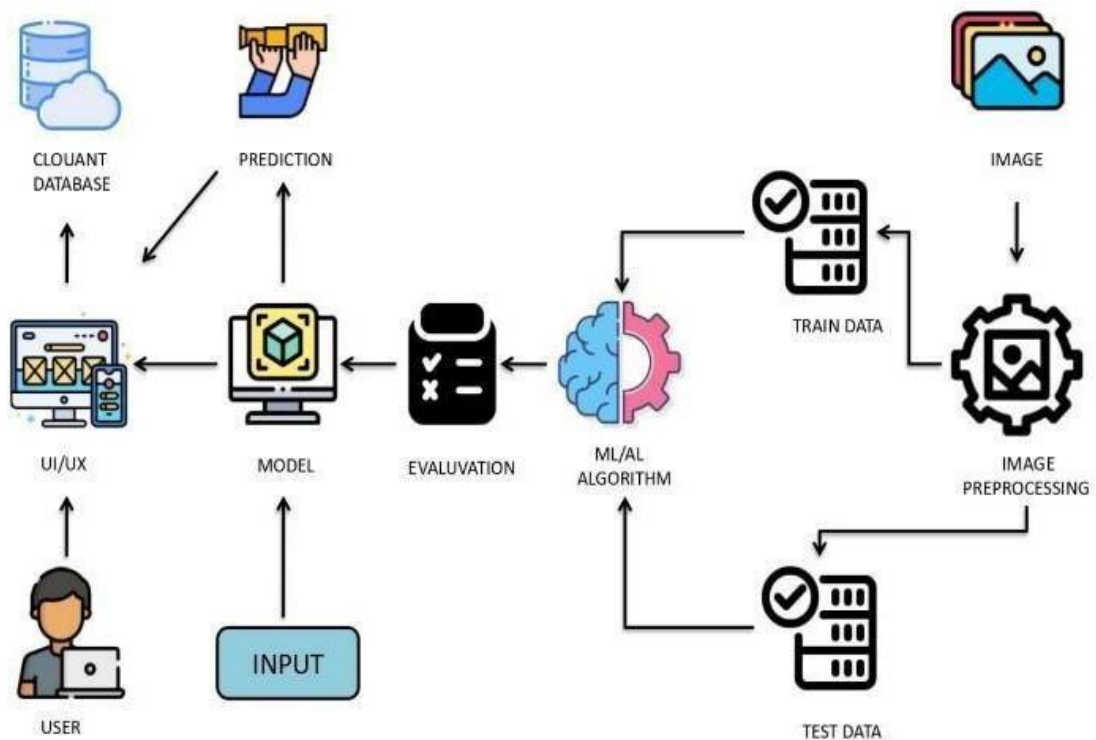 CLOUANT
DATABASE
PREDICTION
IMAGE
TRAIN DATA
UI/UX
MODEL
EVALUVATION
ML/AL
ALGORITHM
IMAGE
PREPROCESSING
INPUT
USER
TEST DATA